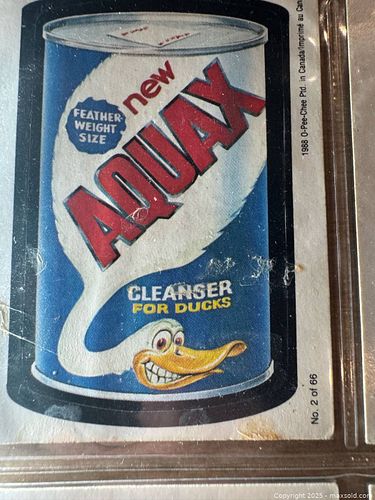 new
FEATHER-
WEIGHT
SIZE
AQUAX
CLEANSER
FOR DUCKS
1988 O-Pee-Chee Ptd. in Canada/Imprimé au Can
No. 2 of 66
Copyright 2025 - maxsold.com